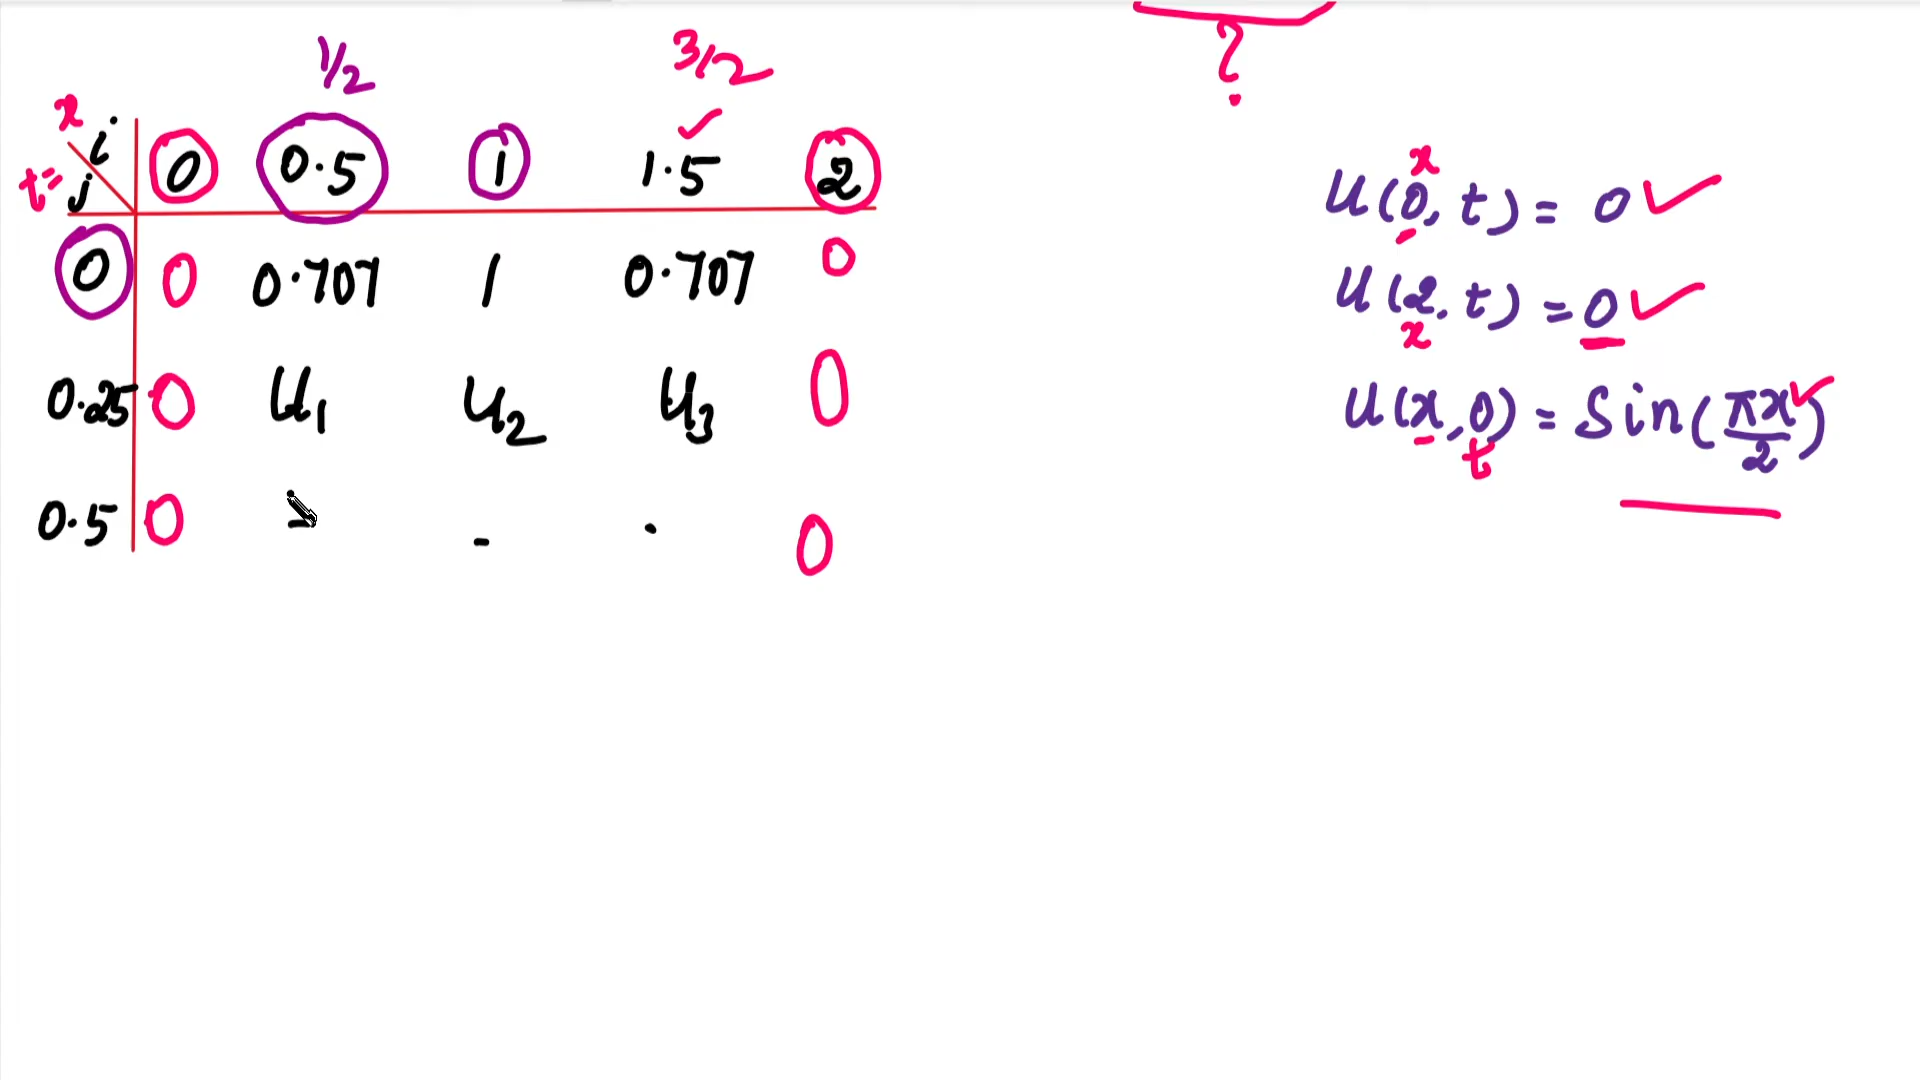 ?
1/2 3/2
x i 0 0.5 1 1.5 2
t= j
0 0 0.707 1 0.707 0
0.25 0 U1 U2 U3 0
0.5 0 - - . 0
x
U(0, t) = 0
U(2, t) = 0
x
U(x, 0) = Sin(πx/2)
t